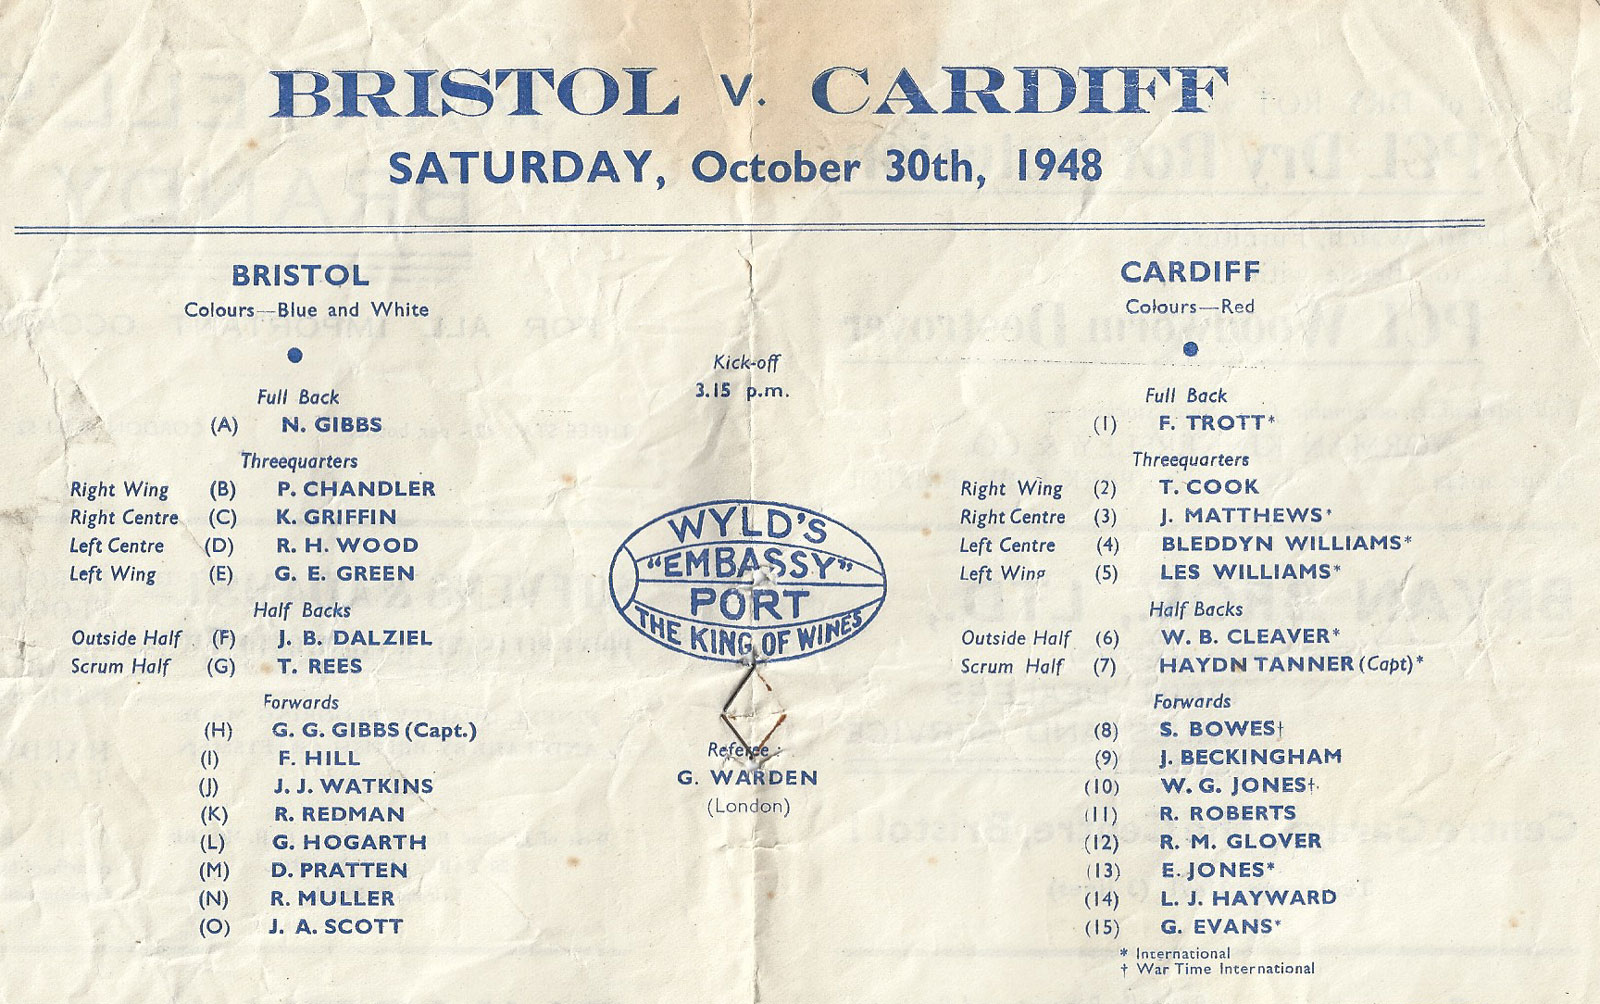 BRISTOL v. CARDIFF
SATURDAY, October 30th, 1948
BRISTOL
Colours—Blue and White
Full Back
(A) N. GIBBS
Threequarters
Right Wing (B) P. CHANDLER
Right Centre (C) K. GRIFFIN
Left Centre (D) R. H. WOOD
Left Wing (E) G. E. GREEN
Half Backs
Outside Half (F) J. B. DALZIEL
Scrum Half (G) T. REES
Forwards
(H) G. G. GIBBS (Capt.)
(I) F. HILL
(J) J. J. WATKINS
(K) R. REDMAN
(L) G. HOGARTH
(M) D. PRATTEN
(N) R. MULLER
(O) J. A. SCOTT
Kick-off
3.15 p.m.
WYLD'S
"EMBASSY"
PORT
THE KING OF WINES
Referee :
G. WARDEN
(London)
CARDIFF
Colours—Red
Full Back
(1) F. TROTT*
Threequarters
Right Wing (2) T. COOK
Right Centre (3) J. MATTHEWS*
Left Centre (4) BLEDDYN WILLIAMS*
Left Wing (5) LES WILLIAMS*
Half Backs
Outside Half (6) W. B. CLEAVER*
Scrum Half (7) HAYDN TANNER (Capt)*
Forwards
(8) S. BOWES†
(9) J. BECKINGHAM
(10) W. G. JONES†
(11) R. ROBERTS
(12) R. M. GLOVER
(13) E. JONES*
(14) L. J. HAYWARD
(15) G. EVANS*
* International
† War Time International